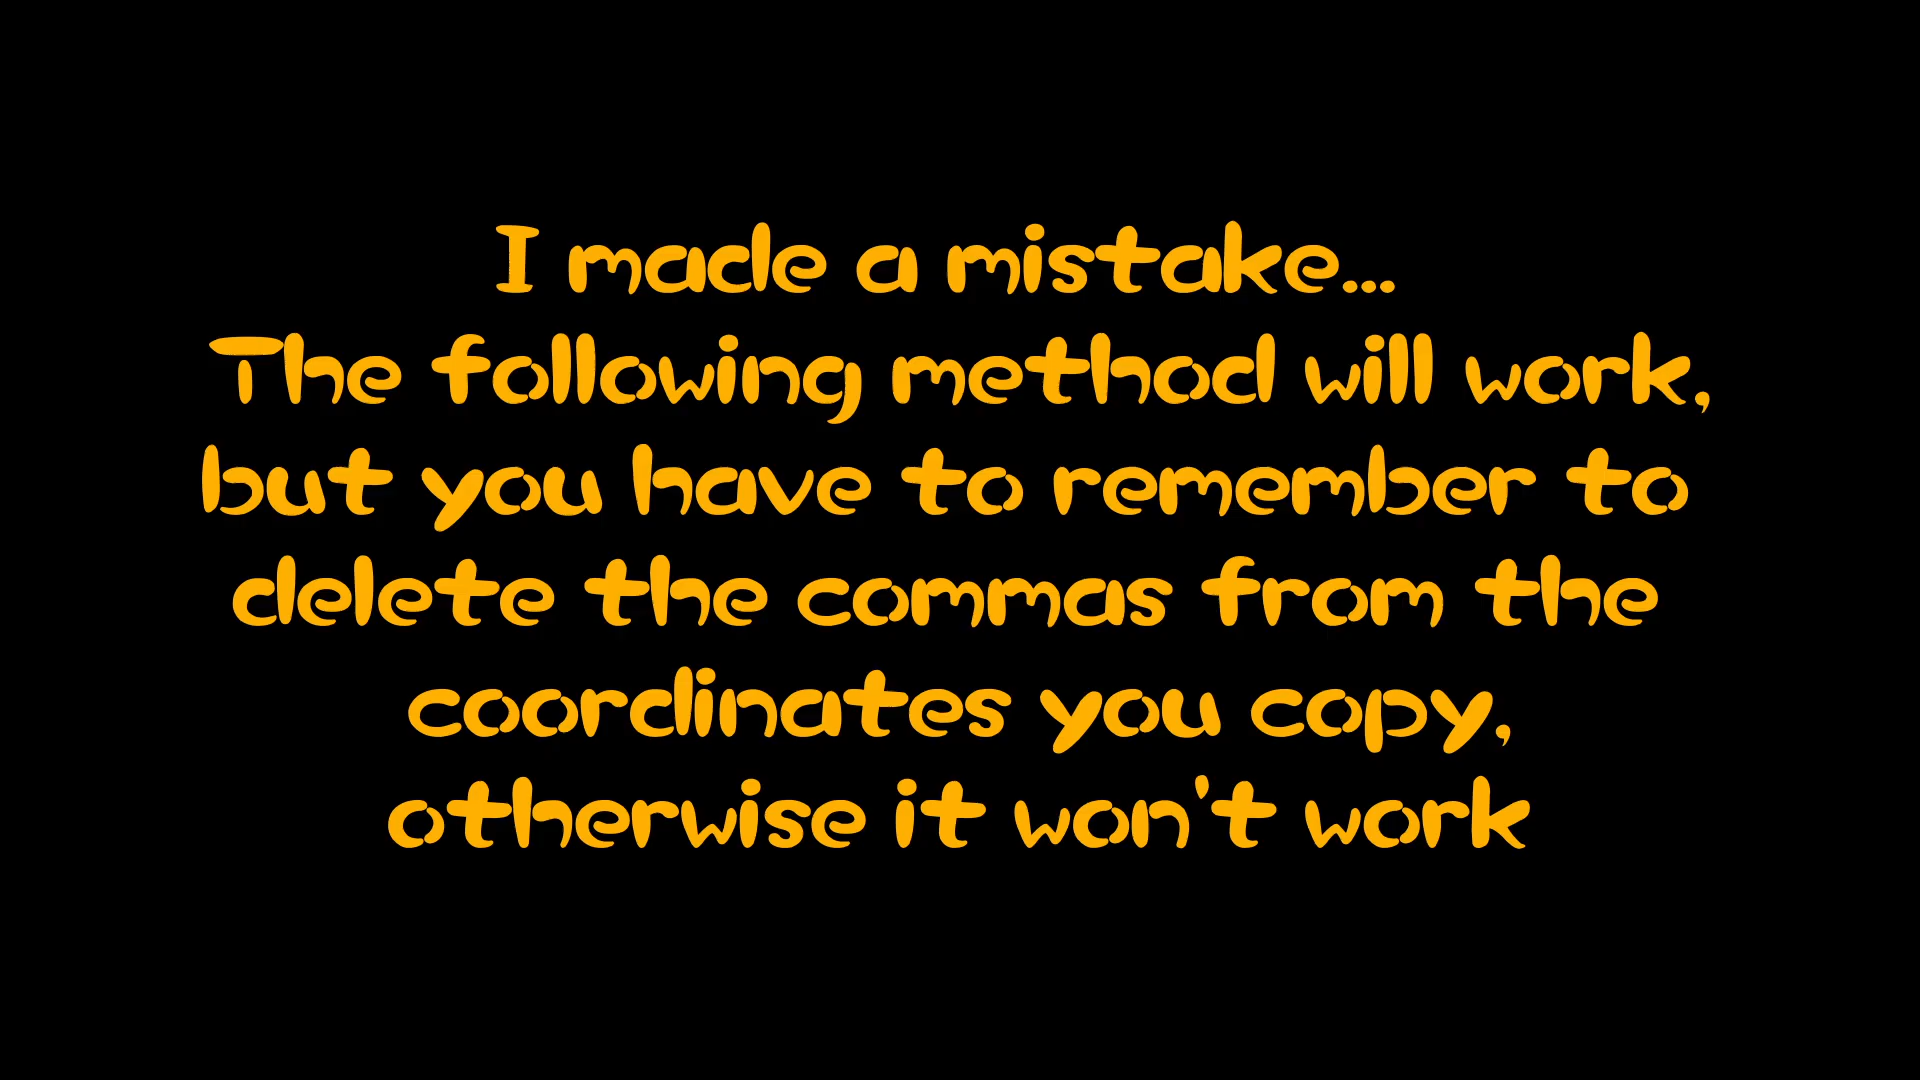 I made a mistake...
The following method will work,
but you have to remember to
delete the commas from the
coordinates you copy,
otherwise it won't work